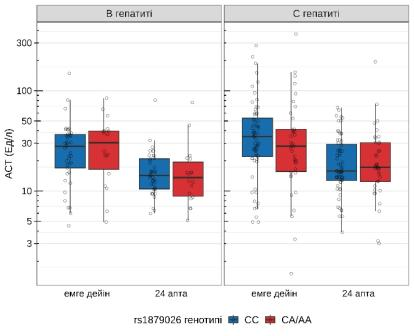 В гепатиті
С гепатиті
300
100
50
30
10
5
3
АСТ (Ед/л)
емге дейін
24 апта
емге дейін
24 апта
rs1879026 генотипі
CC
CA/AA